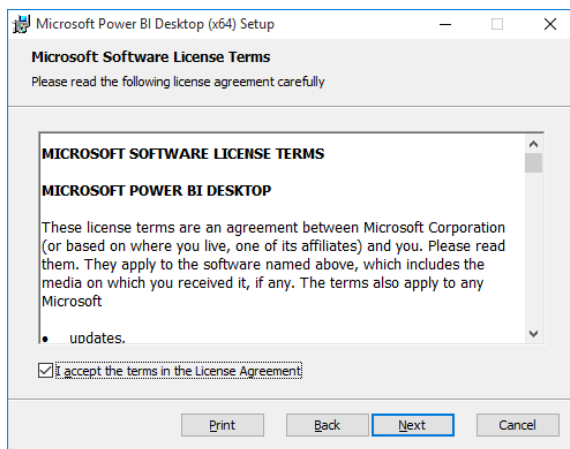 Microsoft Power BI Desktop (x64) Setup
Microsoft Software License Terms
Please read the following license agreement carefully
MICROSOFT SOFTWARE LICENSE TERMS
MICROSOFT POWER BI DESKTOP
These license terms are an agreement between Microsoft Corporation
(or based on where you live, one of its affiliates) and you. Please read
them. They apply to the software named above, which includes the
media on which you received it, if any. The terms also apply to any
Microsoft
• updates,
I accept the terms in the License Agreement
Print Back Next Cancel